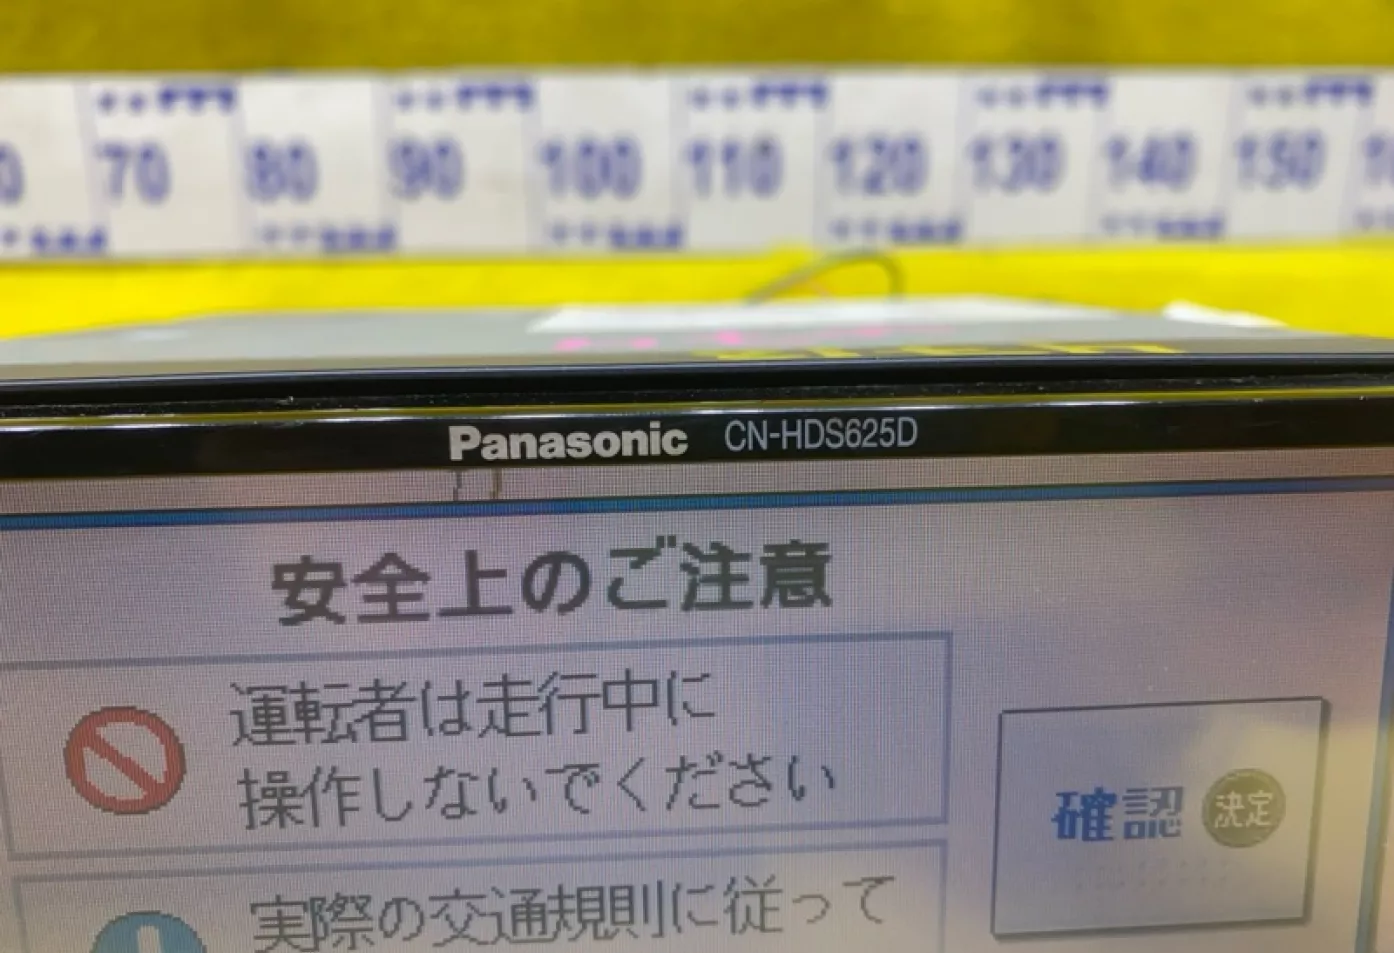 70 80 90 100 110 120 130 140 150
Panasonic CN-HDS625D
安全上のご注意
運転者は走行中に
操作しないでください
確認 決定
実際の交通規則に従って